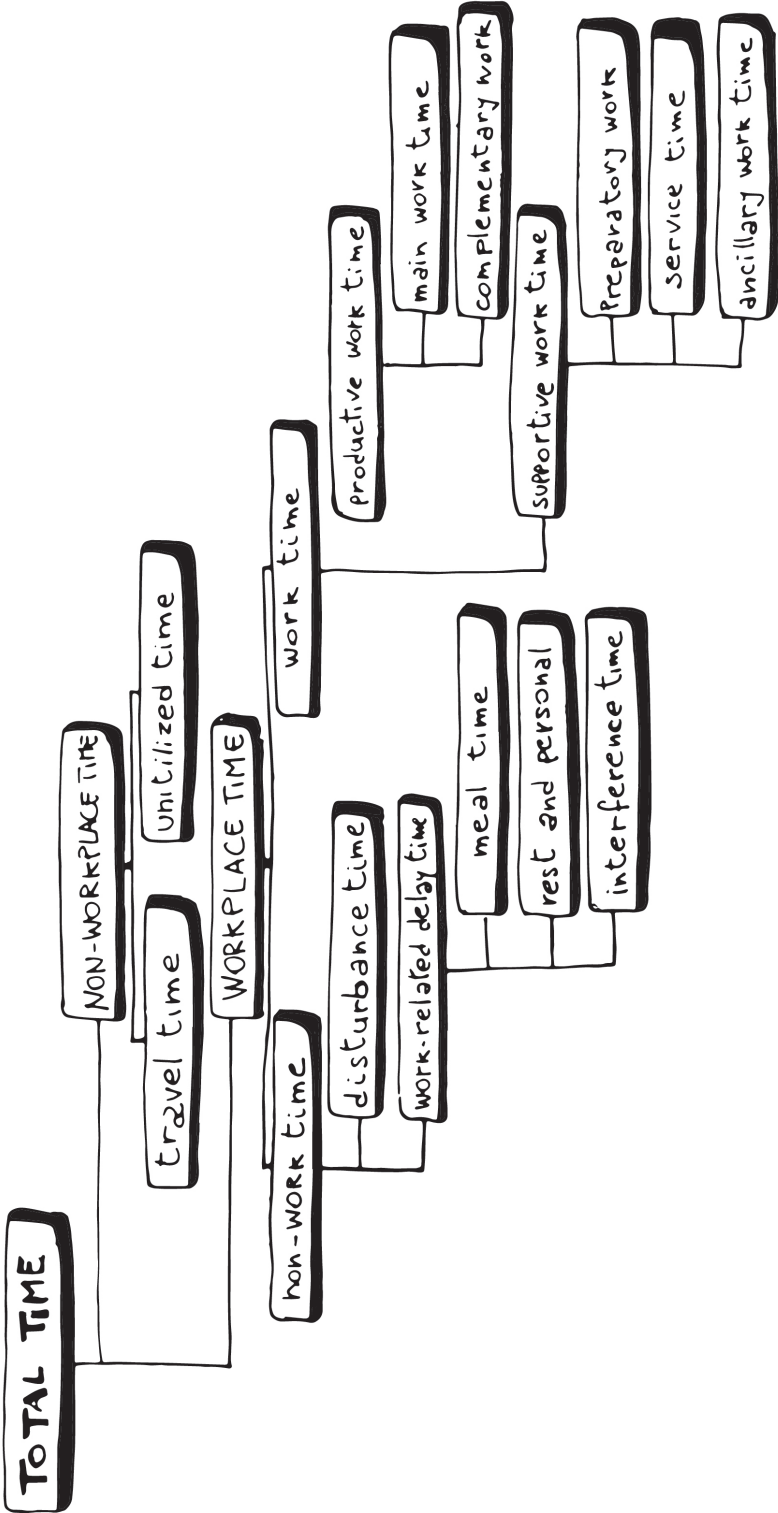 TOTAL TIME
NON-WORKPLACE TIME
travel time
unitilized time
WORKPLACE TIME
non-work time
disturbance time
work-related delay time
meal time
rest and personal
interference time
work time
productive work time
main work time
complementary work
supportive work time
Preparatory work
service time
ancillary work time